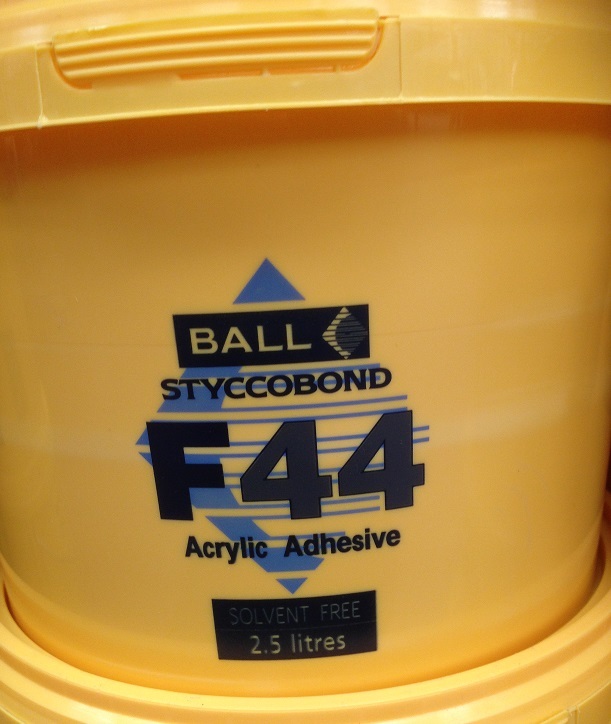 BALL
STYCCOBOND
F44
Acrylic Adhesive
SOLVENT FREE
2.5 litres